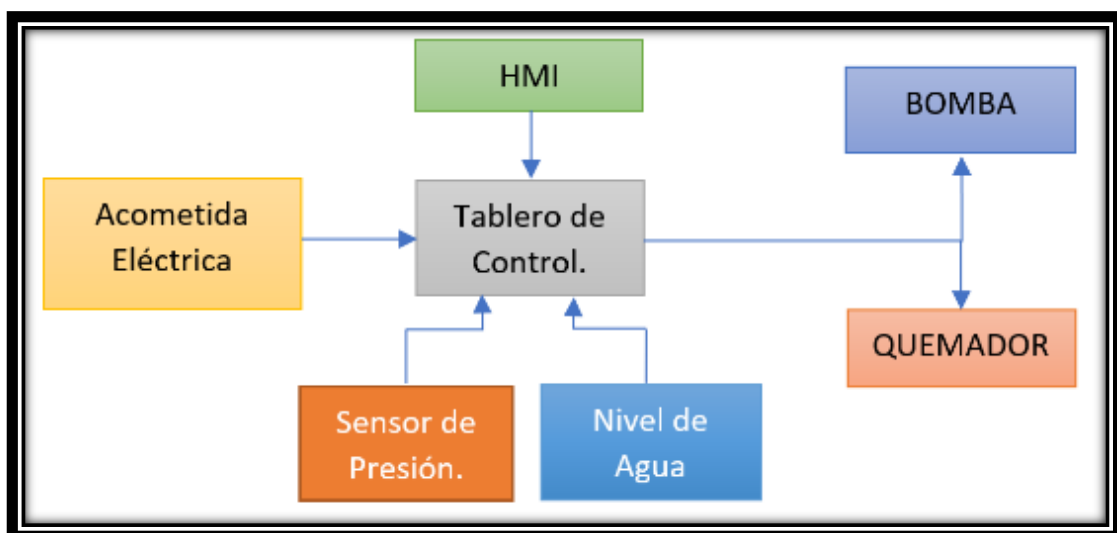 HMI
BOMBA
Acometida
Eléctrica
Tablero de
Control.
QUEMADOR
Sensor de
Presión.
Nivel de
Agua